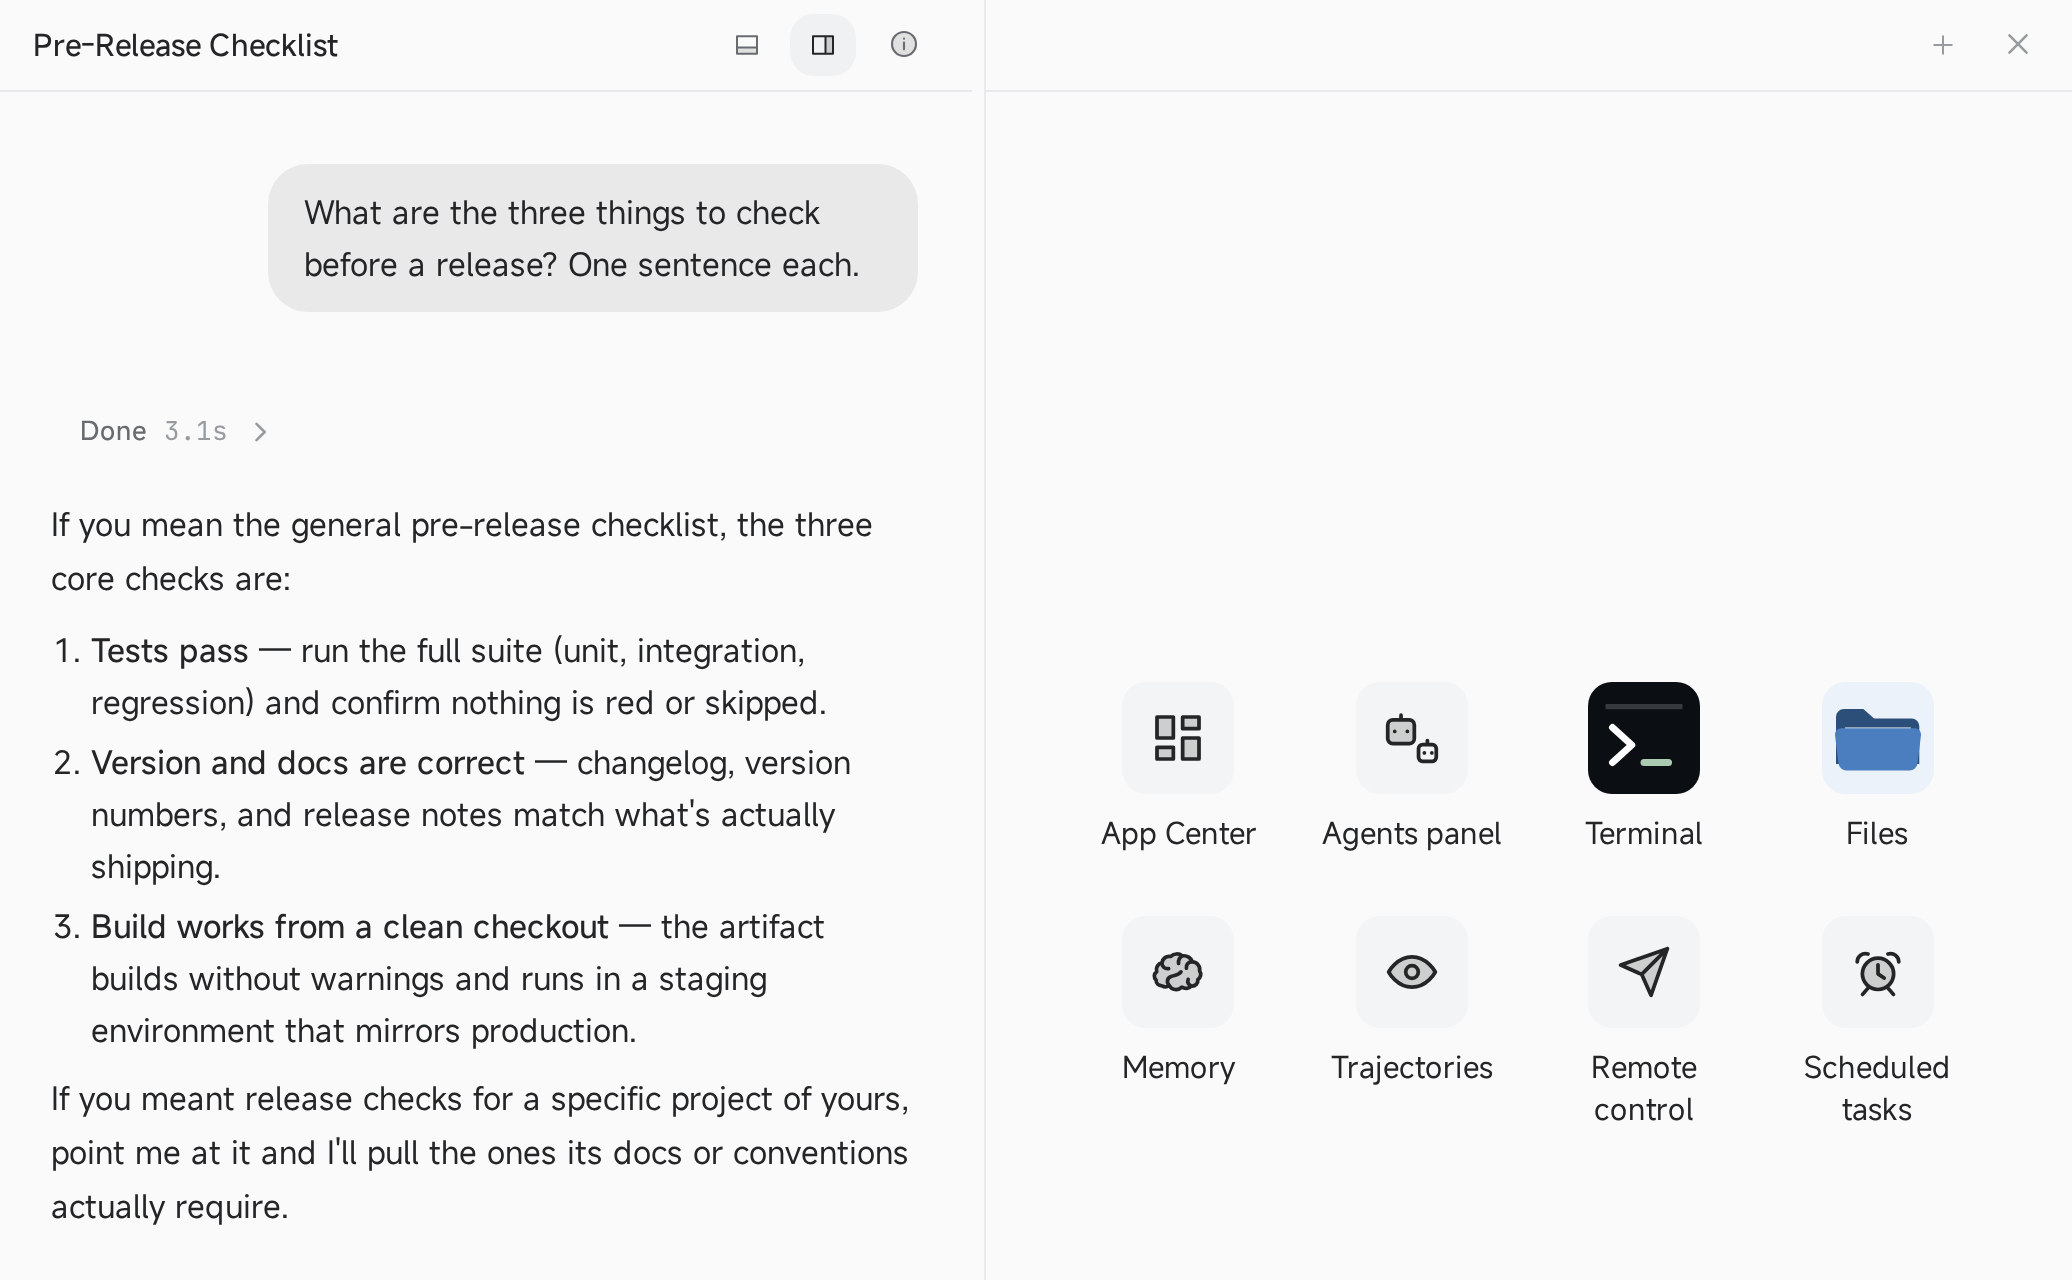 Pre-Release Checklist
What are the three things to check
before a release? One sentence each.
Done 3.1s
If you mean the general pre-release checklist, the three
core checks are:
1. Tests pass — run the full suite (unit, integration,
regression) and confirm nothing is red or skipped.
2. Version and docs are correct — changelog, version
numbers, and release notes match what's actually
shipping.
3. Build works from a clean checkout — the artifact
builds without warnings and runs in a staging
environment that mirrors production.
If you meant release checks for a specific project of yours,
point me at it and I'll pull the ones its docs or conventions
actually require.
App Center
Agents panel
Terminal
Files
Memory
Trajectories
Remote
control
Scheduled
tasks